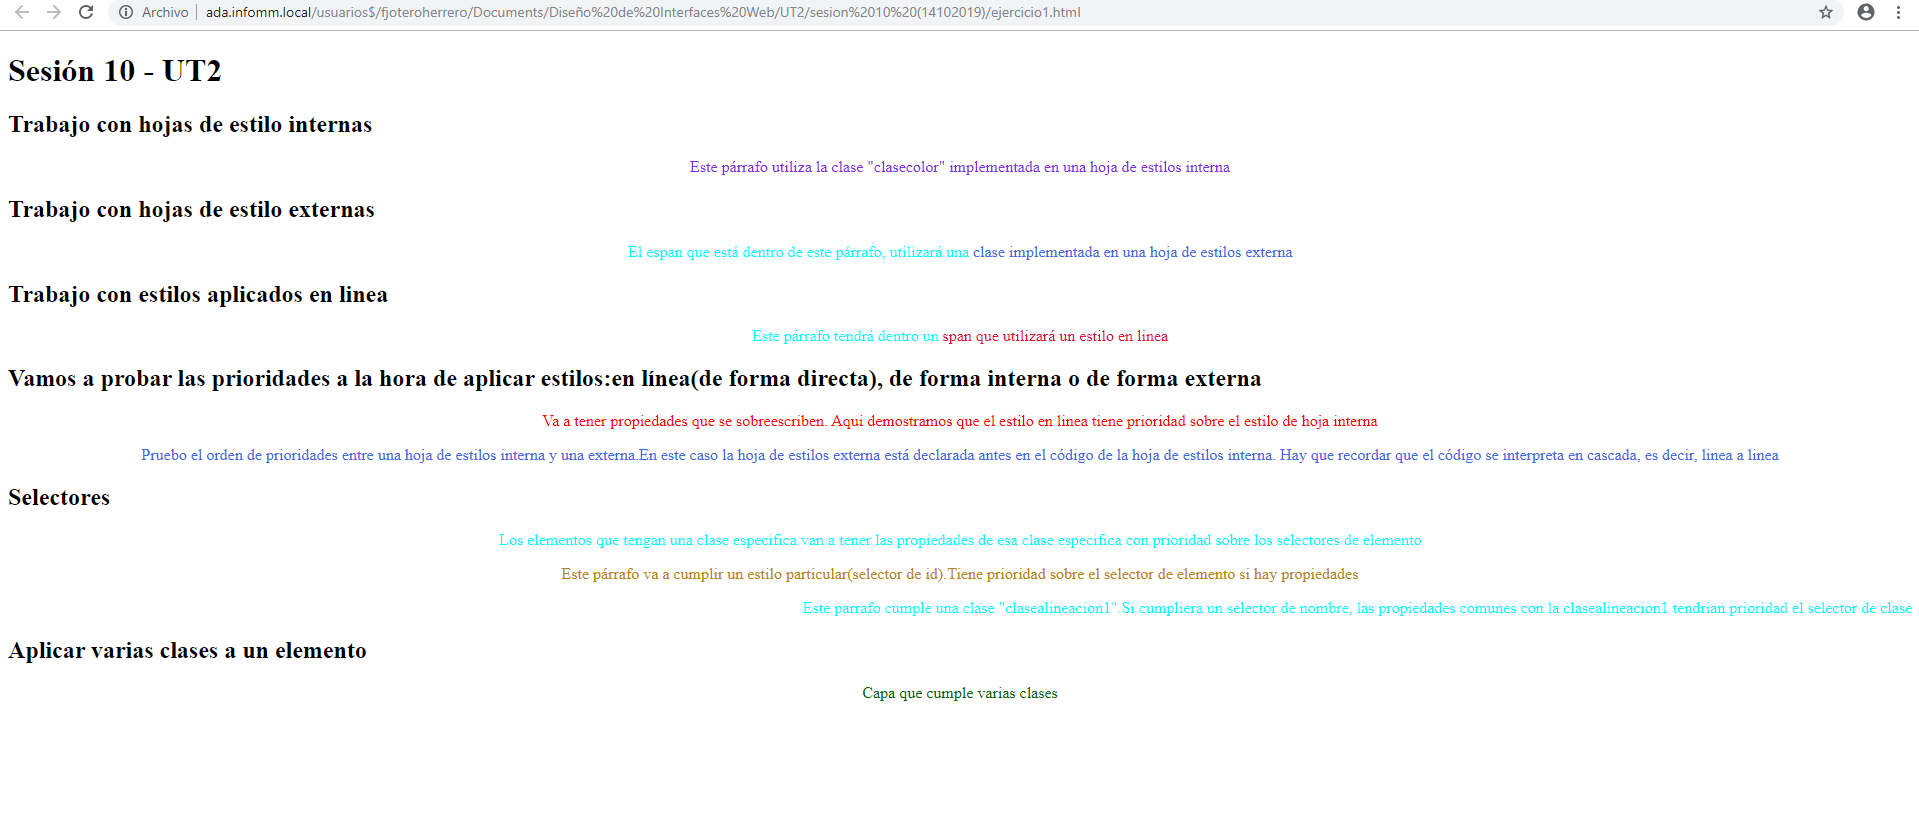 Archivo ada.infomm.local/usuarios$/fjoteroherrero/Documents/Diseño%20de%20Interfaces%20Web/UT2/sesion%2010%20(14102019)/ejercicio1.html
Sesión 10 - UT2
Trabajo con hojas de estilo internas
Este párrafo utiliza la clase "clasecolor" implementada en una hoja de estilos interna
Trabajo con hojas de estilo externas
El espan que está dentro de este párrafo, utilizará una clase implementada en una hoja de estilos externa
Trabajo con estilos aplicados en linea
Este párrafo tendrá dentro un span que utilizará un estilo en linea
Vamos a probar las prioridades a la hora de aplicar estilos:en línea(de forma directa), de forma interna o de forma externa
Va a tener propiedades que se sobreescriben. Aqui demostramos que el estilo en linea tiene prioridad sobre el estilo de hoja interna
Pruebo el orden de prioridades entre una hoja de estilos interna y una externa.En este caso la hoja de estilos externa está declarada antes en el código de la hoja de estilos interna. Hay que recordar que el código se interpreta en cascada, es decir, linea a linea
Selectores
Los elementos que tengan una clase especifica van a tener las propiedades de esa clase especifica con prioridad sobre los selectores de elemento
Este párrafo va a cumplir un estilo particular(selector de id).Tiene prioridad sobre el selector de elemento si hay propiedades
Este parrafo cumple una clase "clasealineacion1".Si cumpliera un selector de nombre, las propiedades comunes con la clasealineacion1 tendrian prioridad el selector de clase
Aplicar varias clases a un elemento
Capa que cumple varias clases